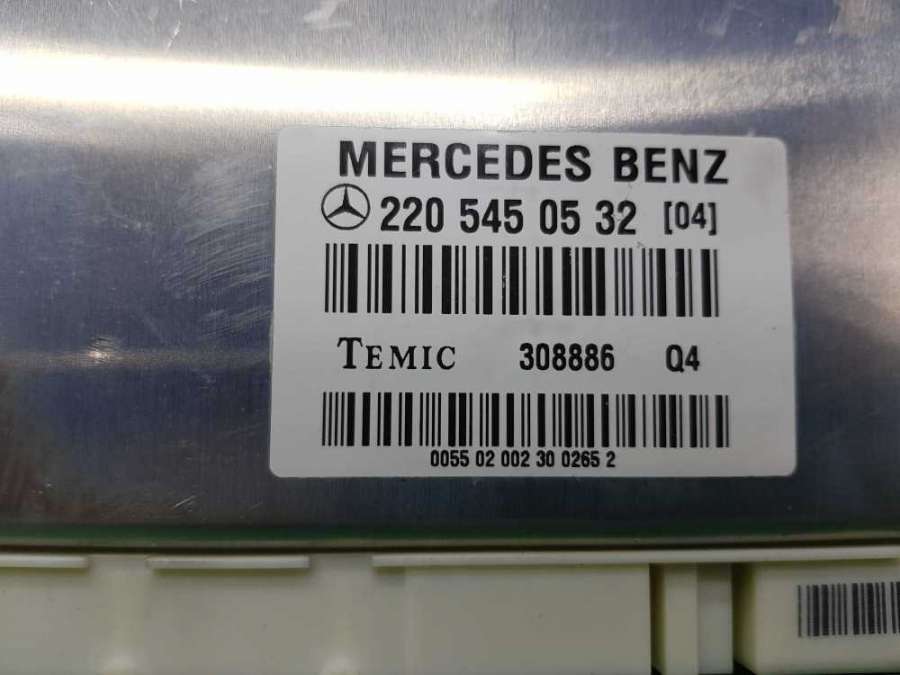 MERCEDES BENZ
220 545 05 32 [04]
TEMIC 308886 Q4
0055 02 002 30 0265 2